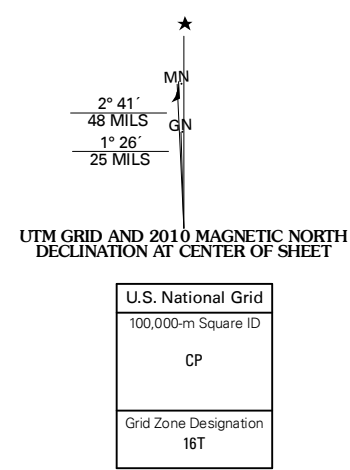 MN
2° 41´
48 MILS
GN
1° 26´
25 MILS
UTM GRID AND 2010 MAGNETIC NORTH
DECLINATION AT CENTER OF SHEET
U.S. National Grid
100,000-m Square ID
CP
Grid Zone Designation
16T